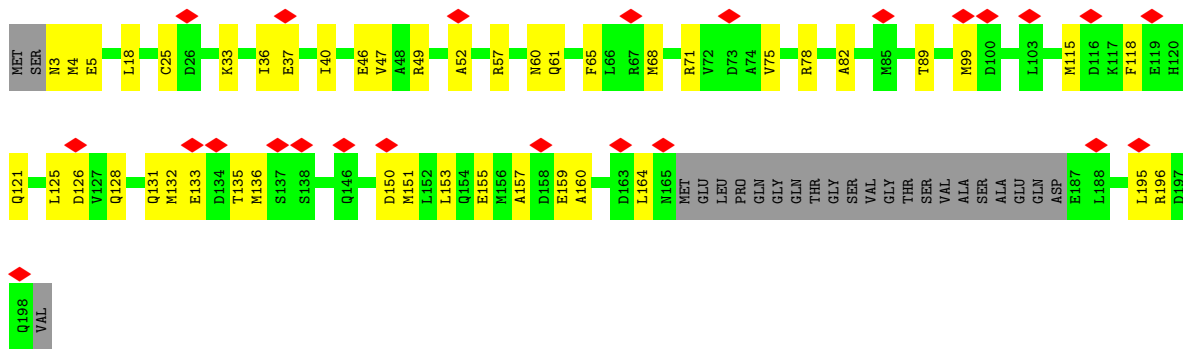 MET SER N3 M4 E5 L18 C25 D26 K33 I36 E37 I40 E46 V47 A48 R49 A52 R57 N60 Q61 F65 L66 R67 M68 R71 V72 D73 A74 V75 R78 A82 M85 T89 M99 D100 L103 M115 D116 K117 F118 E119 H120
Q121 L125 D126 V127 Q128 Q131 M132 E133 D134 T135 M136 S137 S138 Q146 D150 M151 L152 L153 Q154 E155 M156 A157 D158 E159 A160 D163 L164 N165 MET GLU LEU PRO GLN GLY GLN THR GLY SER VAL GLY THR SER VAL ALA SER ALA GLU GLN ASP E187 L188 L195 R196 D197
Q198 VAL